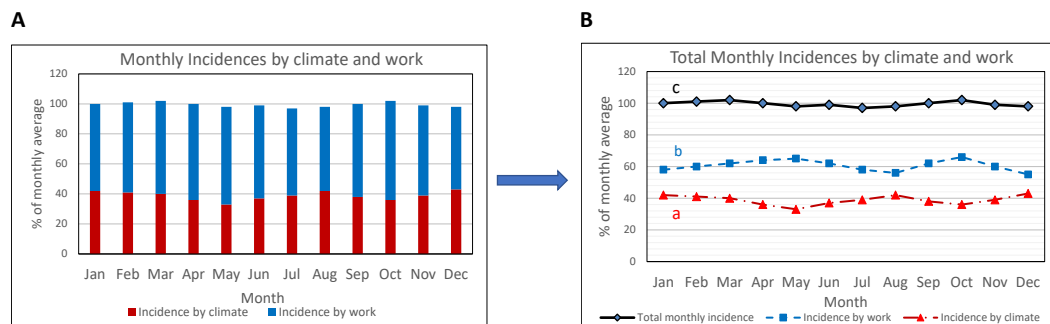 A
Monthly Incidences by climate and work
% of monthly average
120
100
80
60
40
20
0
Jan Feb Mar Apr May Jun Jul Aug Sep Oct Nov Dec
Month
Incidence by climate Incidence by work
B
Total Monthly Incidences by climate and work
% of monthly average
120
100
80
60
40
20
0
c
b
a
Jan Feb Mar Apr May Jun Jul Aug Sep Oct Nov Dec
Month
Total monthly incidence Incidence by work Incidence by climate